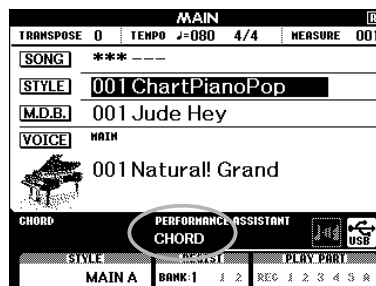 MAIN R
TRANSPOSE 0 TEMPO ♩=080 4/4 MEASURE 001
SONG *** ---
STYLE 001 ChartPianoPop
M.D.B. 001 Jude Hey
VOICE MAIN
001 Natural! Grand
CHORD PERFORMANCE ASSISTANT
CHORD USB
STYLE REGIST PLAY PART
MAIN A BANK:1 1 2 REC 1 2 3 4 5 A